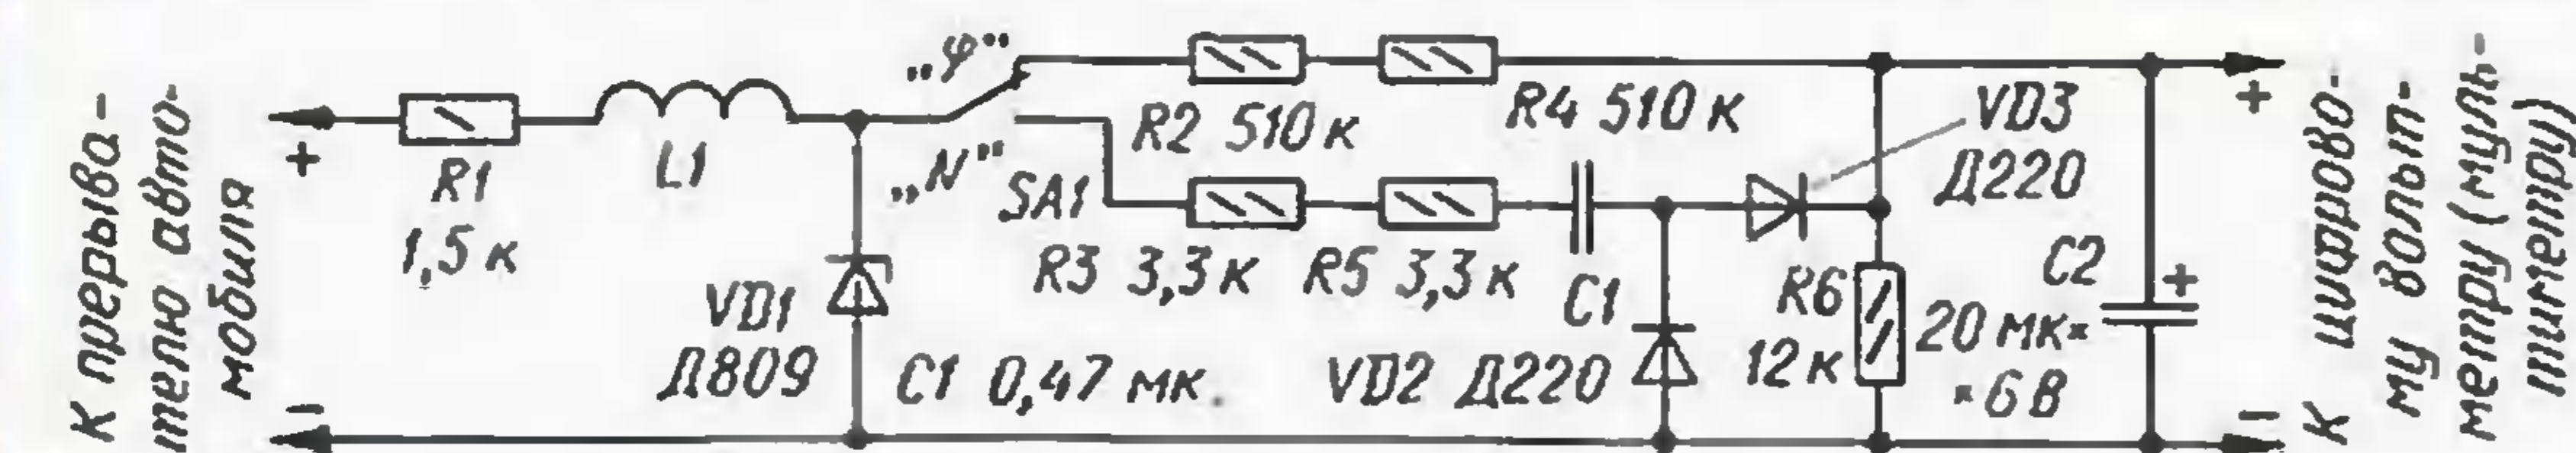 К прерыва-
телю авто-
мобиля
+
−
R1
1,5 к
L1
VD1
Д809
„φ"
„N"
SA1
R2 510 к
R4 510 к
R3 3,3 к
R5 3,3 к
C1
C1 0,47 мк.
VD2 Д220
VD3
Д220
R6
12 к
C2
+
20 мк×
×6 В
+
−
К цифрово-
му вольт-
метру (муль-
тиметру)